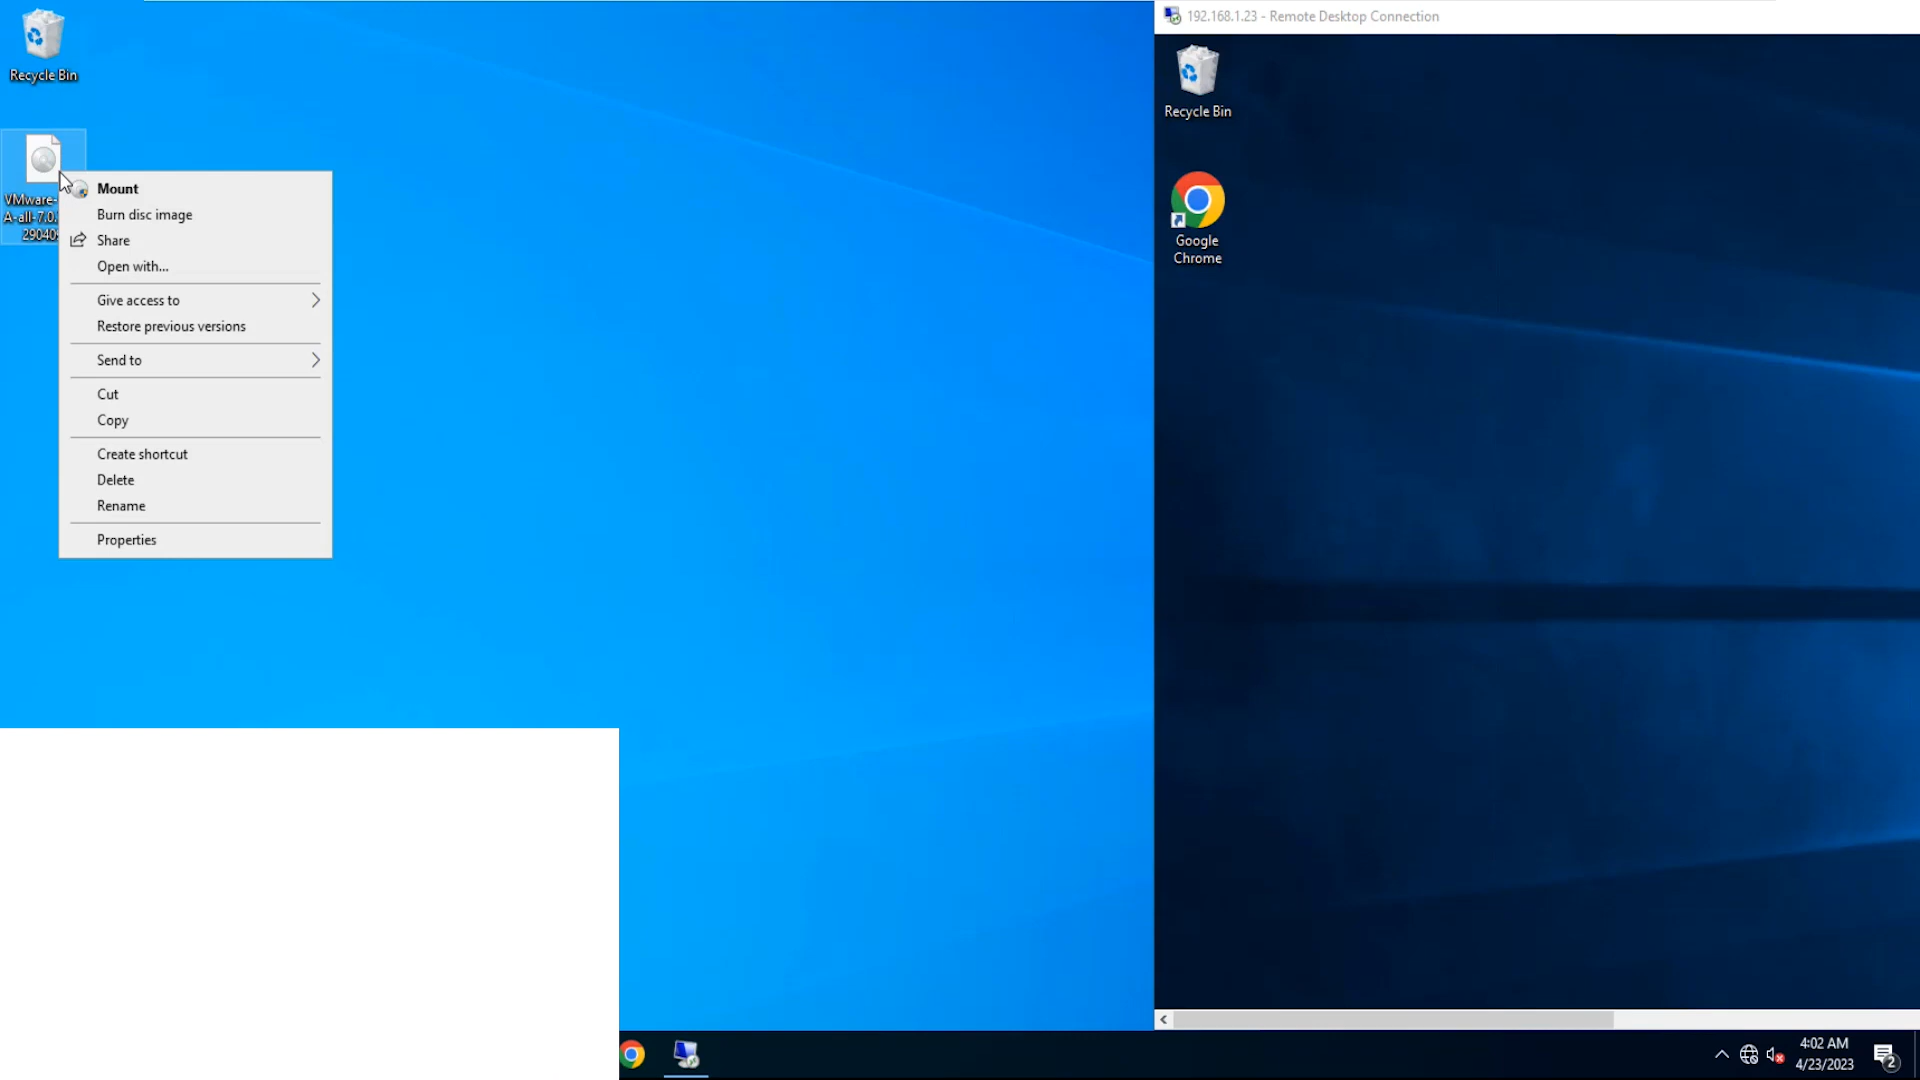 Recycle Bin
VMware-
A-all-7.0.
29040
Mount
Burn disc image
Share
Open with...
Give access to
Restore previous versions
Send to
Cut
Copy
Create shortcut
Delete
Rename
Properties
192.168.1.23 - Remote Desktop Connection
Recycle Bin
Google
Chrome
4:02 AM
4/23/2023
2